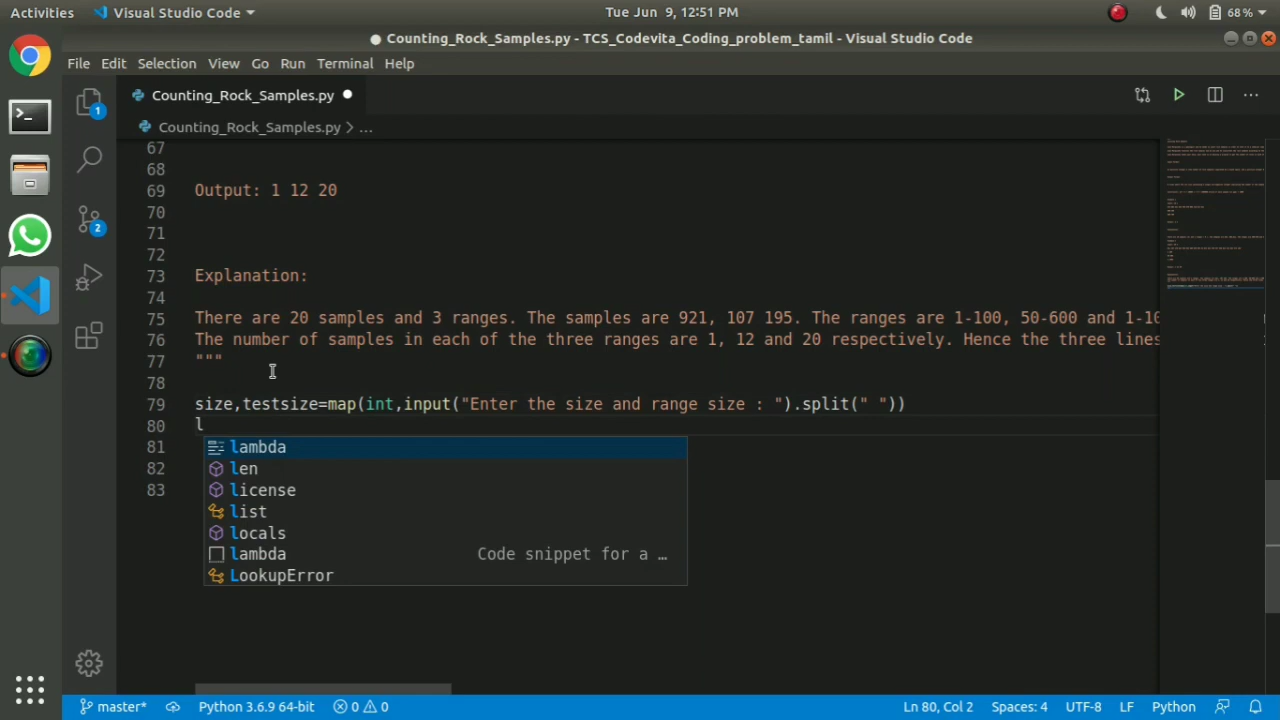 Activities Visual Studio Code Tue Jun 9, 12:51 PM 68%
Counting_Rock_Samples.py - TCS_Codevita_Coding_problem_tamil - Visual Studio Code
File Edit Selection View Go Run Terminal Help
1 Counting_Rock_Samples.py
Counting_Rock_Samples.py > …
67
68
69 Output: 1 12 20
70
2
71
72
73 Explanation:
74
75 There are 20 samples and 3 ranges. The samples are 921, 107 195. The ranges are 1-100, 50-600 and 1-10
76 The number of samples in each of the three ranges are 1, 12 and 20 respectively. Hence the three lines
77 """
78
79 size,testsize=map(int,input("Enter the size and range size : ").split(" "))
80 l
81 lambda
82 len
83 license
list
locals
lambda Code snippet for a …
LookupError
master* Python 3.6.9 64-bit 0 0 Ln 80, Col 2 Spaces: 4 UTF-8 LF Python